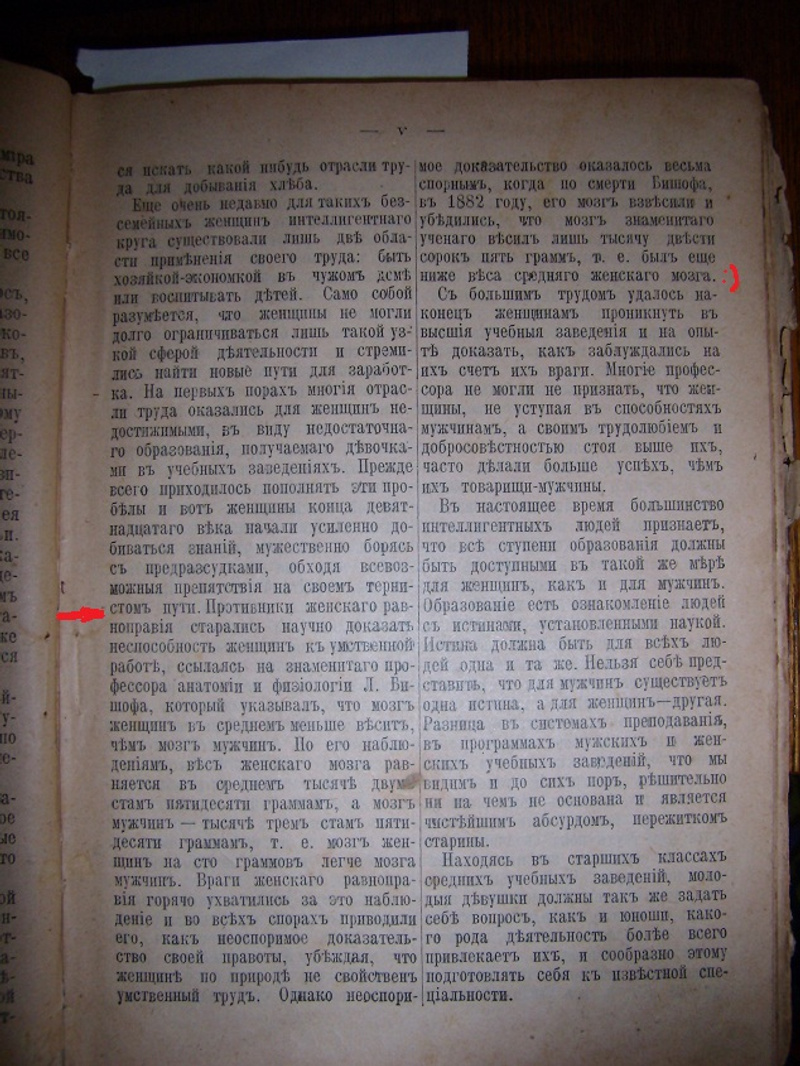 — V —
ся искать какой нибудь отрасли тру-
да для добыванія хлѣба.
Еще очень недавно для такихъ без-
семейныхъ женщинъ интеллигентнаго
круга существовали лишь двѣ обла-
сти примѣненія своего труда: быть
хозяйкой-экономкой въ чужомъ домѣ
или воспитывать дѣтей. Само собой
разумѣется, что женщины не могли
долго ограничиваться лишь такой уз-
кой сферой дѣятельности и стреми-
лись найти новые пути для заработ-
ка. На первыхъ порахъ многія отрас-
ли труда оказались для женщинъ не-
достижимыми, въ виду недостаточна-
го образованія, получаемаго дѣвочка-
ми въ учебныхъ заведеніяхъ. Прежде
всего приходилось пополнять эти про-
бѣлы и вотъ женщины конца девят-
надцатаго вѣка начали усиленно до-
биваться знаній, мужественно борясь
съ предразсудками, обходя всевоз-
можныя препятствія на своемъ терни-
стомъ пути. Противники женскаго рав-
ноправія старались научно доказать
неспособность женщинъ къ умственной
работѣ, ссылаясь на знаменитаго про-
фессора анатоміи и физіологіи Л. Би-
шофа, который указывалъ, что мозгъ
женщинъ въ среднемъ меньше вѣситъ,
чѣмъ мозгъ мужчинъ. По его наблю-
деніямъ, вѣсъ женскаго мозга рав-
няется въ среднемъ тысячѣ двумъ
стамъ пятидесяти граммамъ, а мозгъ
мужчинъ — тысячѣ тремъ стамъ пяти-
десяти граммамъ, т. е. мозгъ жен-
щинъ на сто граммовъ легче мозга
мужчинъ. Враги женскаго равнопра-
вія горячо ухватились за это наблю-
деніе и во всѣхъ спорахъ приводили
его, какъ неоспоримое доказатель-
ство своей правоты, убѣждая, что
женщинѣ по природѣ не свойственъ
умственный трудъ. Однако неоспори-
мое доказательство оказалось весьма
спорнымъ, когда по смерти Бишофа,
въ 1882 году, его мозгъ взвѣсили и
убѣдились, что мозгъ знаменитаго
ученаго вѣсилъ лишь тысячу двѣсти
сорокъ пять граммъ, т. е. былъ еще
ниже вѣса средняго женскаго мозга. :)
Съ большимъ трудомъ удалось на-
конецъ женщинамъ проникнуть въ
высшія учебныя заведенія и на опы-
тѣ доказать, какъ заблуждались на
ихъ счетъ ихъ враги. Многіе профес-
сора не могли не признать, что жен-
щины, не уступая въ способностяхъ
мужчинамъ, а своимъ трудолюбіемъ и
добросовѣстностью стоя выше ихъ,
часто дѣлали больше успѣхъ, чѣмъ
ихъ товарищи-мужчины.
Въ настоящее время большинство
интеллигентныхъ людей признаетъ,
что всѣ ступени образованія должны
быть доступными въ такой же мѣрѣ
для женщинъ, какъ и для мужчинъ.
Образованіе есть ознакомленіе людей
съ истинами, установленными наукой.
Истина должна быть для всѣхъ лю-
дей одна и та же. Нельзя себѣ пред-
ставить, что для мужчинъ существуетъ
одна истина, а для женщинъ—другая.
Разница въ системахъ преподаванія,
въ программахъ мужскихъ и жен-
скихъ учебныхъ заведеній, что мы
видимъ и до сихъ поръ, рѣшительно
ни на чемъ не основана и является
чистѣйшимъ абсурдомъ, пережиткомъ
старины.
Находясь въ старшихъ классахъ
среднихъ учебныхъ заведеній, моло-
дыя дѣвушки должны такъ же задать
себѣ вопросъ, какъ и юноши, како-
го рода дѣятельность болѣе всего
привлекаетъ ихъ, и сообразно этому
подготовлять себя къ извѣстной спе-
ціальности.